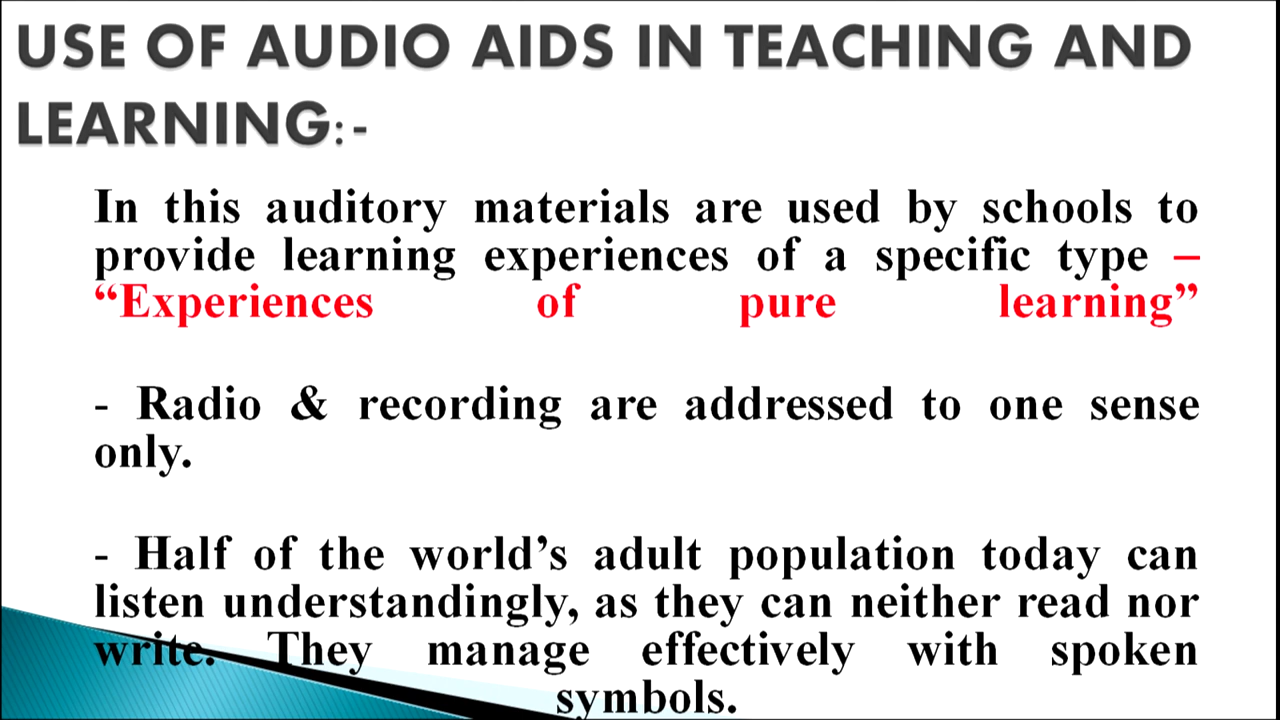 USE OF AUDIO AIDS IN TEACHING AND
LEARNING:-
In this auditory materials are used by schools to
provide learning experiences of a specific type –
“Experiences of pure learning”
- Radio & recording are addressed to one sense
only.
- Half of the world’s adult population today can
listen understandingly, as they can neither read nor
write. They manage effectively with spoken
symbols.